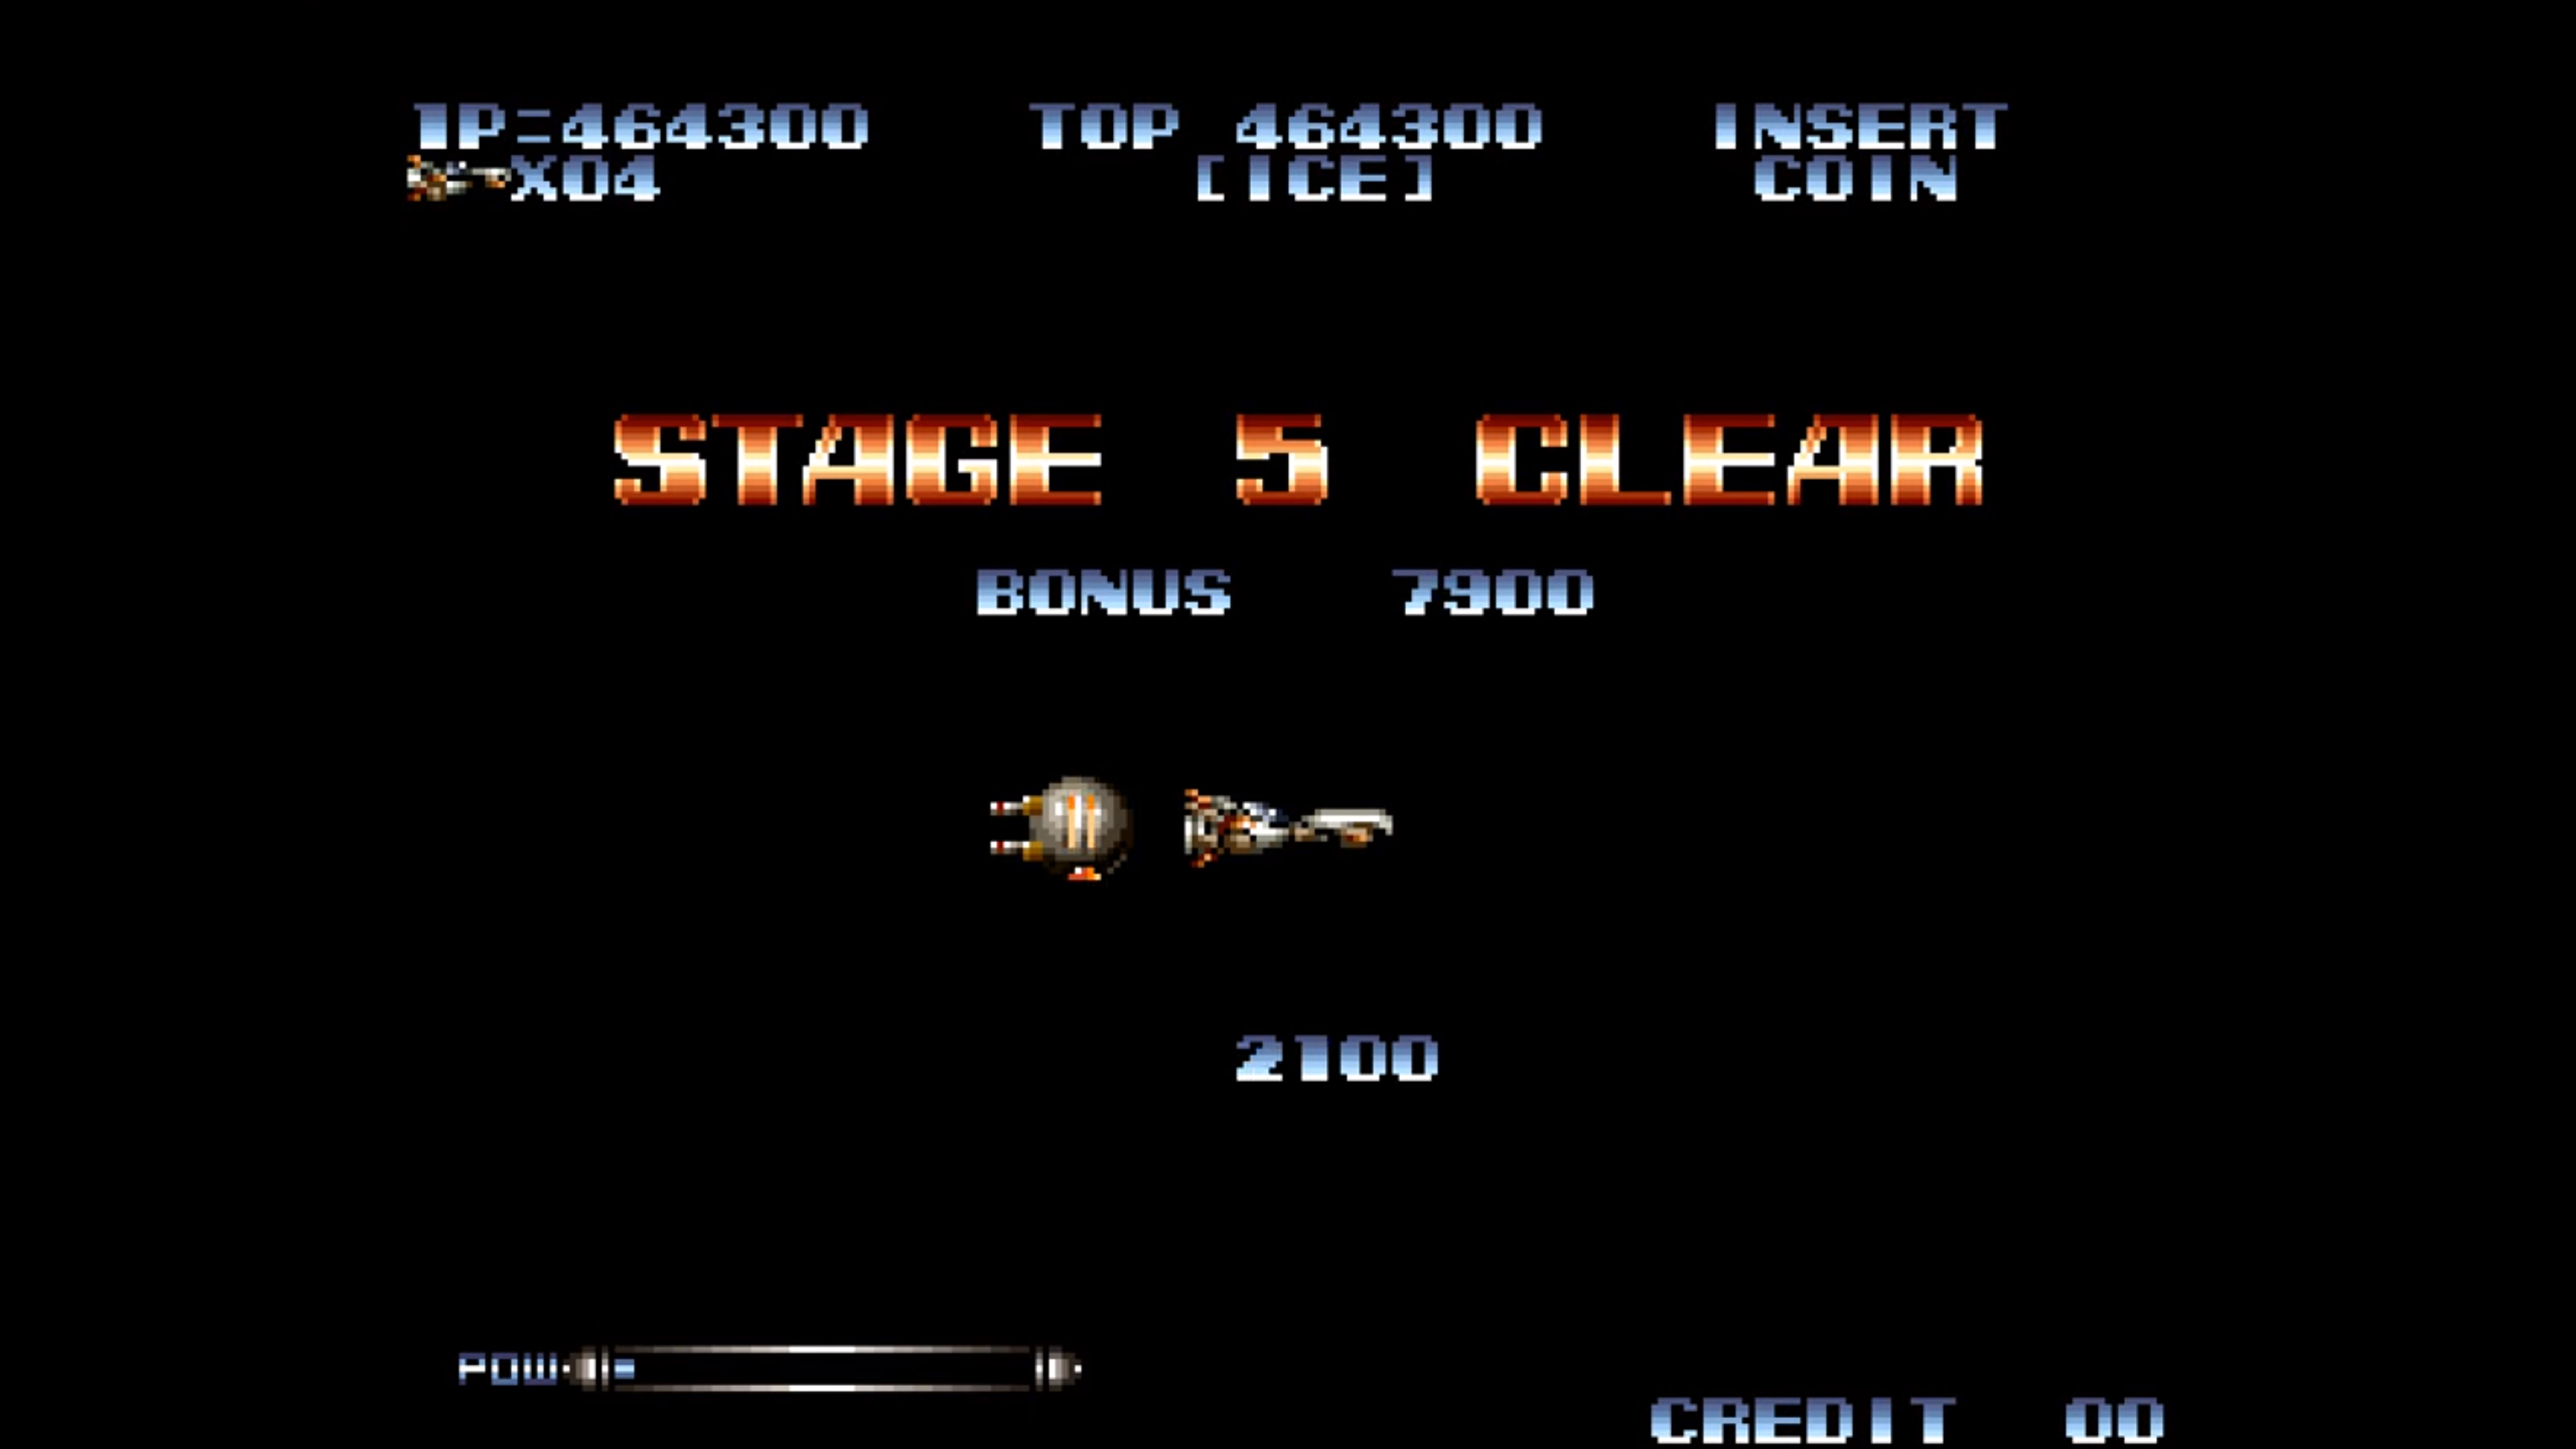 1P=464300 TOP 464300 INSERT
X04 [ICE] COIN
STAGE 5 CLEAR
BONUS 7900
2100
POW
CREDIT 00